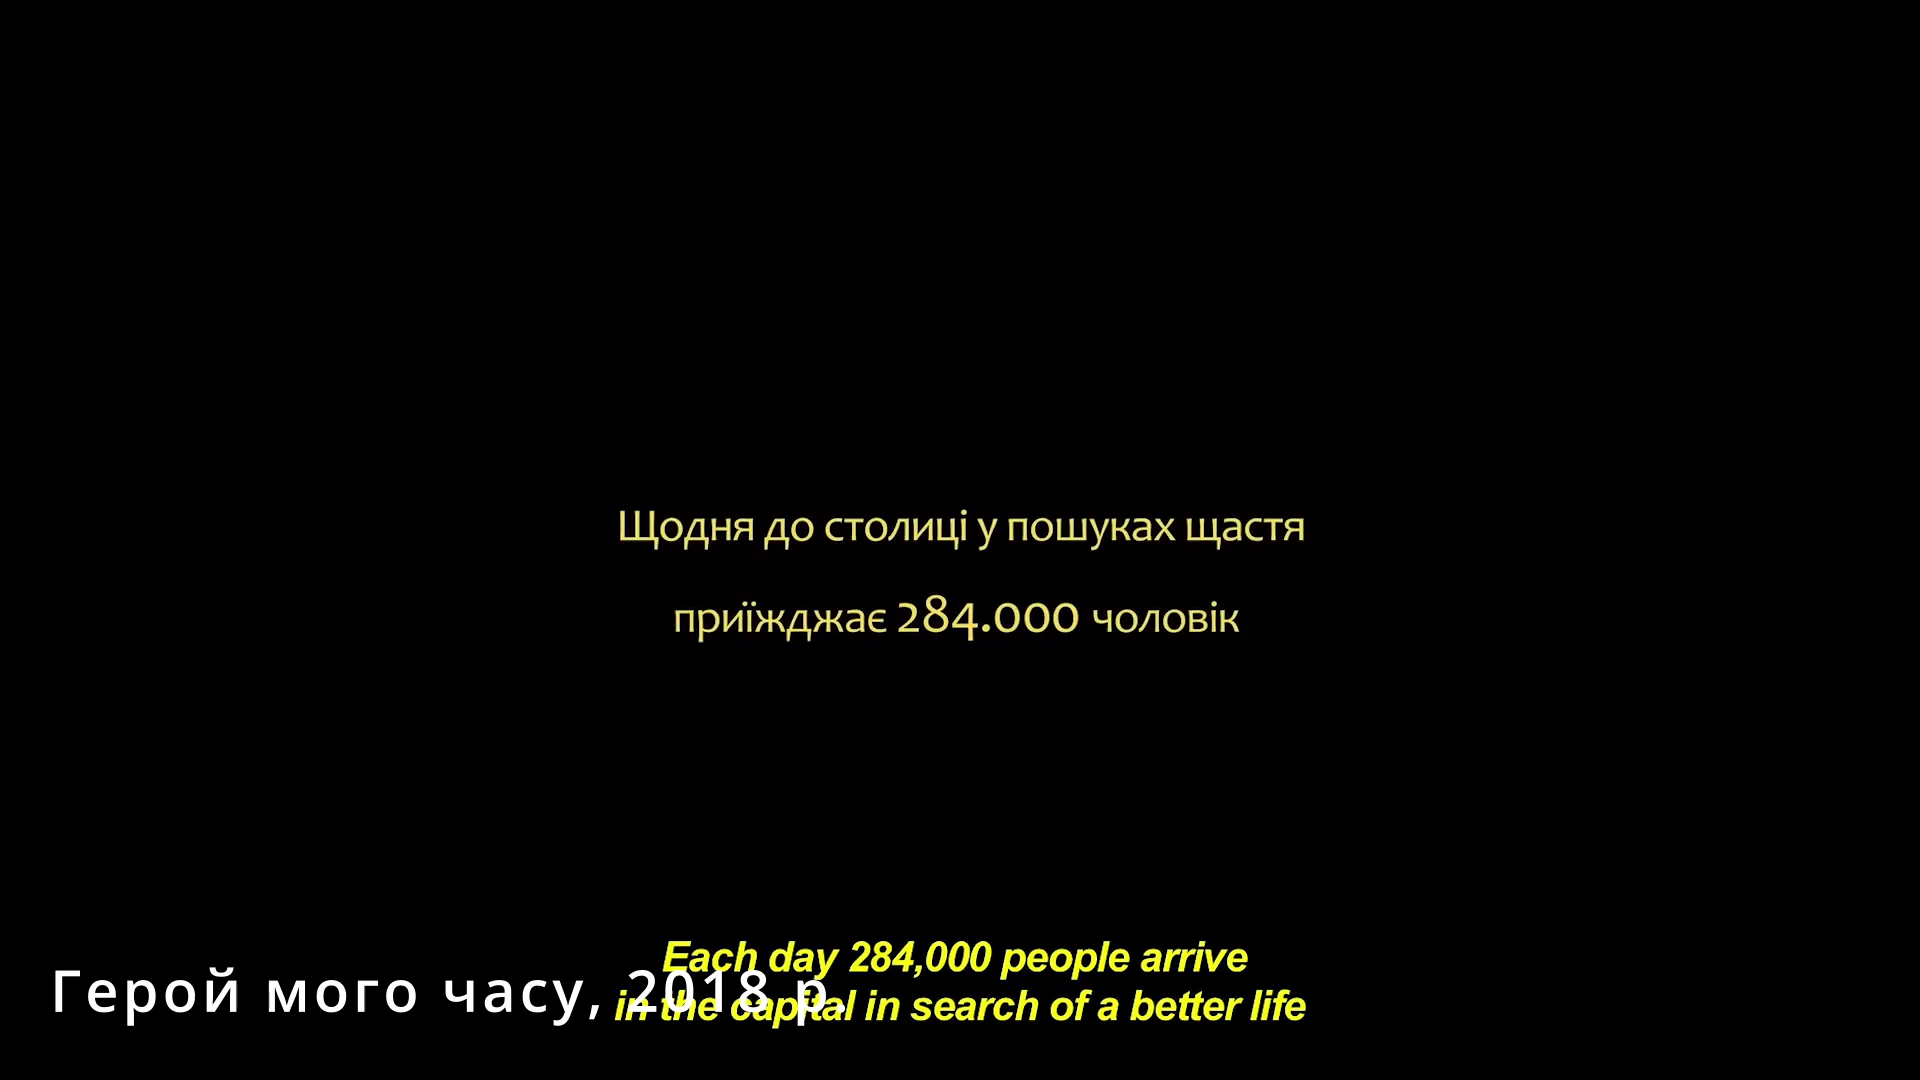 Щодня до столиці у пошуках щастя
приїжджає 284.000 чоловік
Each day 284,000 people arrive
in the capital in search of a better life
Герой мого часу, 2018 р.